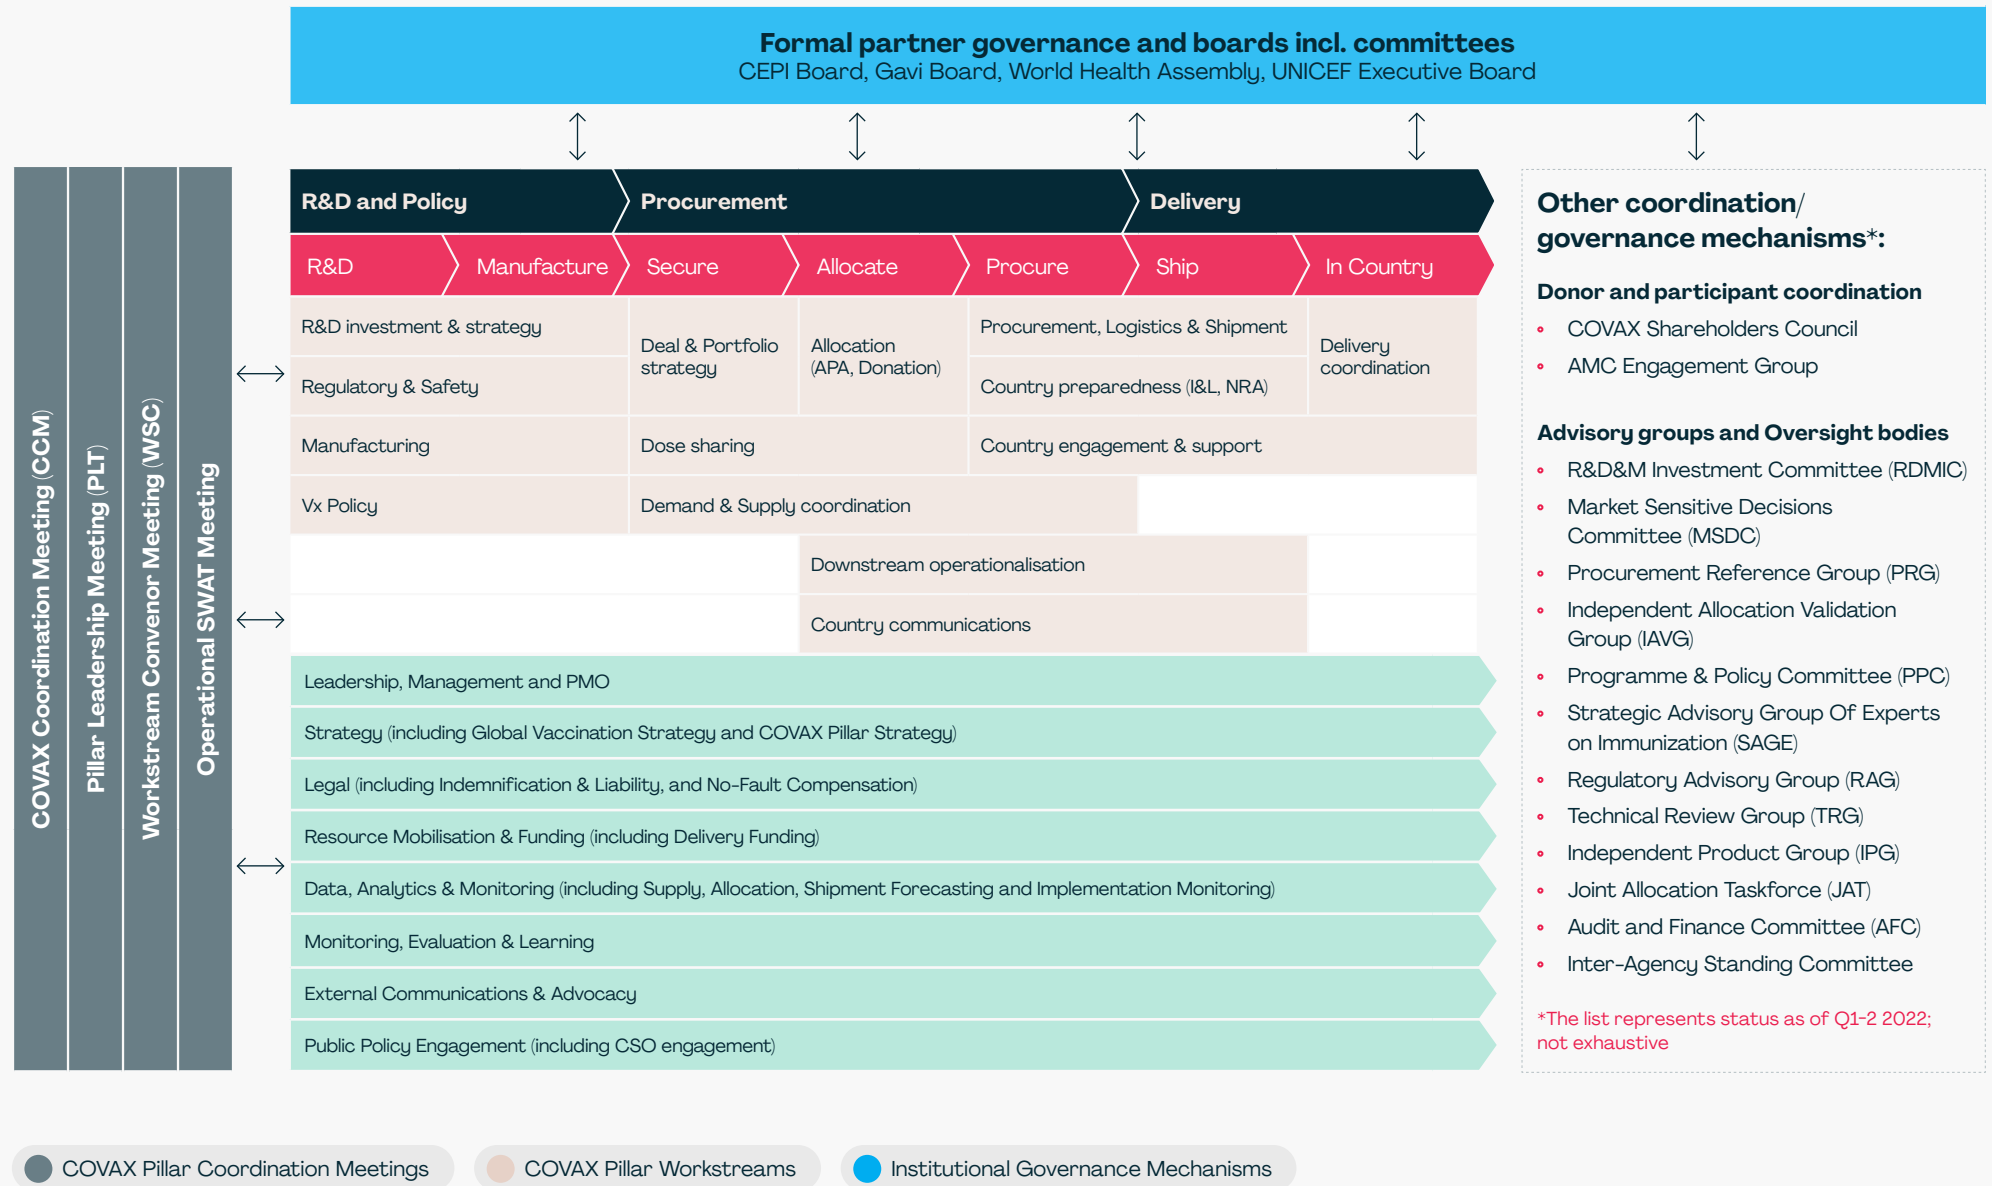 Formal partner governance and boards incl. committees
CEPI Board, Gavi Board, World Health Assembly, UNICEF Executive Board
COVAX Coordination Meeting (CCM)
Pillar Leadership Meeting (PLT)
Workstream Convenor Meeting (WSC)
Operational SWAT Meeting
R&D and Policy
Procurement
Delivery
R&D
Manufacture
Secure
Allocate
Procure
Ship
In Country
R&D investment & strategy
Regulatory & Safety
Deal & Portfolio
strategy
Allocation
(APA, Donation)
Procurement, Logistics & Shipment
Country preparedness (I&L, NRA)
Delivery
coordination
Manufacturing
Dose sharing
Country engagement & support
Vx Policy
Demand & Supply coordination
Downstream operationalisation
Country communications
Leadership, Management and PMO
Strategy (including Global Vaccination Strategy and COVAX Pillar Strategy)
Legal (including Indemnification & Liability, and No-Fault Compensation)
Resource Mobilisation & Funding (including Delivery Funding)
Data, Analytics & Monitoring (including Supply, Allocation, Shipment Forecasting and Implementation Monitoring)
Monitoring, Evaluation & Learning
External Communications & Advocacy
Public Policy Engagement (including CSO engagement)
Other coordination/
governance mechanisms*:
Donor and participant coordination
• COVAX Shareholders Council
• AMC Engagement Group
Advisory groups and Oversight bodies
• R&D&M Investment Committee (RDMIC)
• Market Sensitive Decisions
Committee (MSDC)
• Procurement Reference Group (PRG)
• Independent Allocation Validation
Group (IAVG)
• Programme & Policy Committee (PPC)
• Strategic Advisory Group Of Experts
on Immunization (SAGE)
• Regulatory Advisory Group (RAG)
• Technical Review Group (TRG)
• Independent Product Group (IPG)
• Joint Allocation Taskforce (JAT)
• Audit and Finance Committee (AFC)
• Inter-Agency Standing Committee
*The list represents status as of Q1-2 2022;
not exhaustive
COVAX Pillar Coordination Meetings
COVAX Pillar Workstreams
Institutional Governance Mechanisms